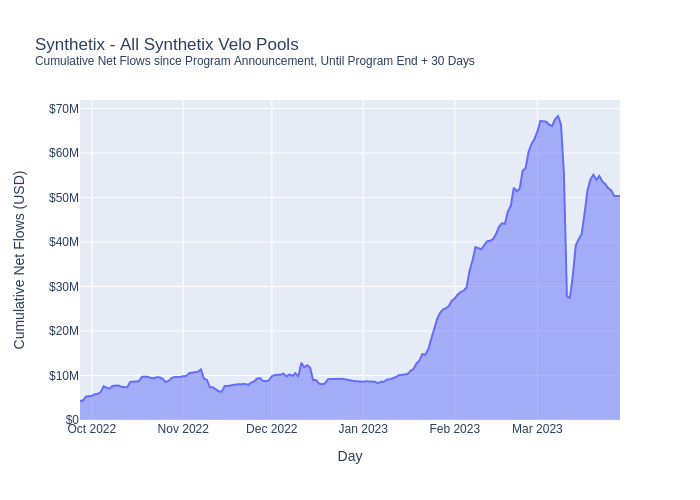 Synthetix - All Synthetix Velo Pools
Cumulative Net Flows since Program Announcement, Until Program End + 30 Days
Cumulative Net Flows (USD)
$70M
$60M
$50M
$40M
$30M
$20M
$10M
$0
Oct 2022 Nov 2022 Dec 2022 Jan 2023 Feb 2023 Mar 2023
Day